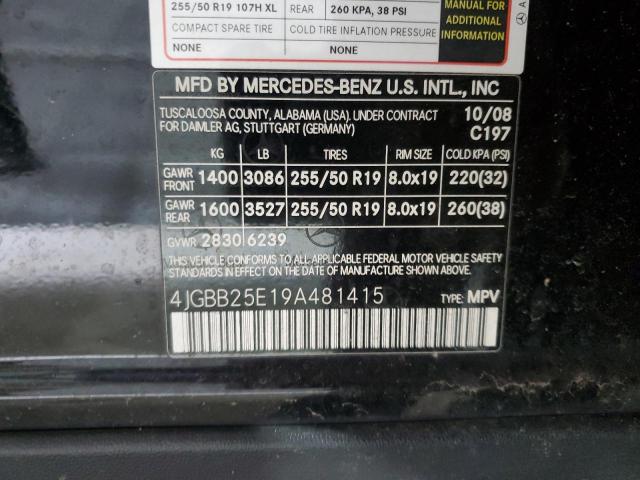 255/50 R19 107H XL REAR 260 KPA, 38 PSI
COMPACT SPARE TIRE COLD TIRE INFLATION PRESSURE
NONE NONE
MANUAL FOR
ADDITIONAL
INFORMATION
A
MFD BY MERCEDES-BENZ U.S. INTL., INC
TUSCALOOSA COUNTY, ALABAMA (USA). UNDER CONTRACT 10/08
FOR DAIMLER AG, STUTTGART (GERMANY) C197
KG LB TIRES RIM SIZE COLD KPA (PSI)
GAWR FRONT 1400 3086 255/50 R19 8.0x19 220(32)
GAWR REAR 1600 3527 255/50 R19 8.0x19 260(38)
GVWR 2830 6239
THIS VEHICLE CONFORMS TO ALL APPLICABLE FEDERAL MOTOR VEHICLE SAFETY
AND THEFT PREVENTION STANDARDS IN EFFECT ON THE DATE OF MANUFACTURE SHOWN ABOVE.
4JGBB25E19A481415 TYPE: MPV